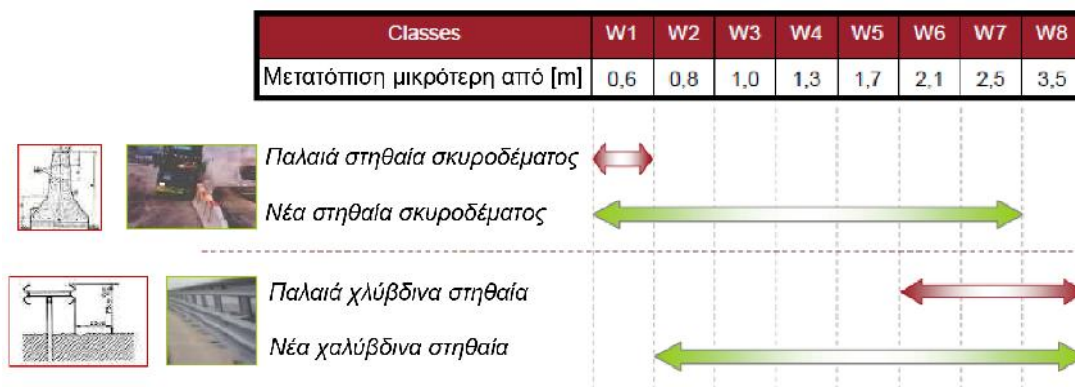 Classes W1 W2 W3 W4 W5 W6 W7 W8
Μετατόπιση μικρότερη από [m] 0,6 0,8 1,0 1,3 1,7 2,1 2,5 3,5
Παλαιά στηθαία σκυροδέματος
Νέα στηθαία σκυροδέματος
Παλαιά χλύβδινα στηθαία
Νέα χαλύβδινα στηθαία